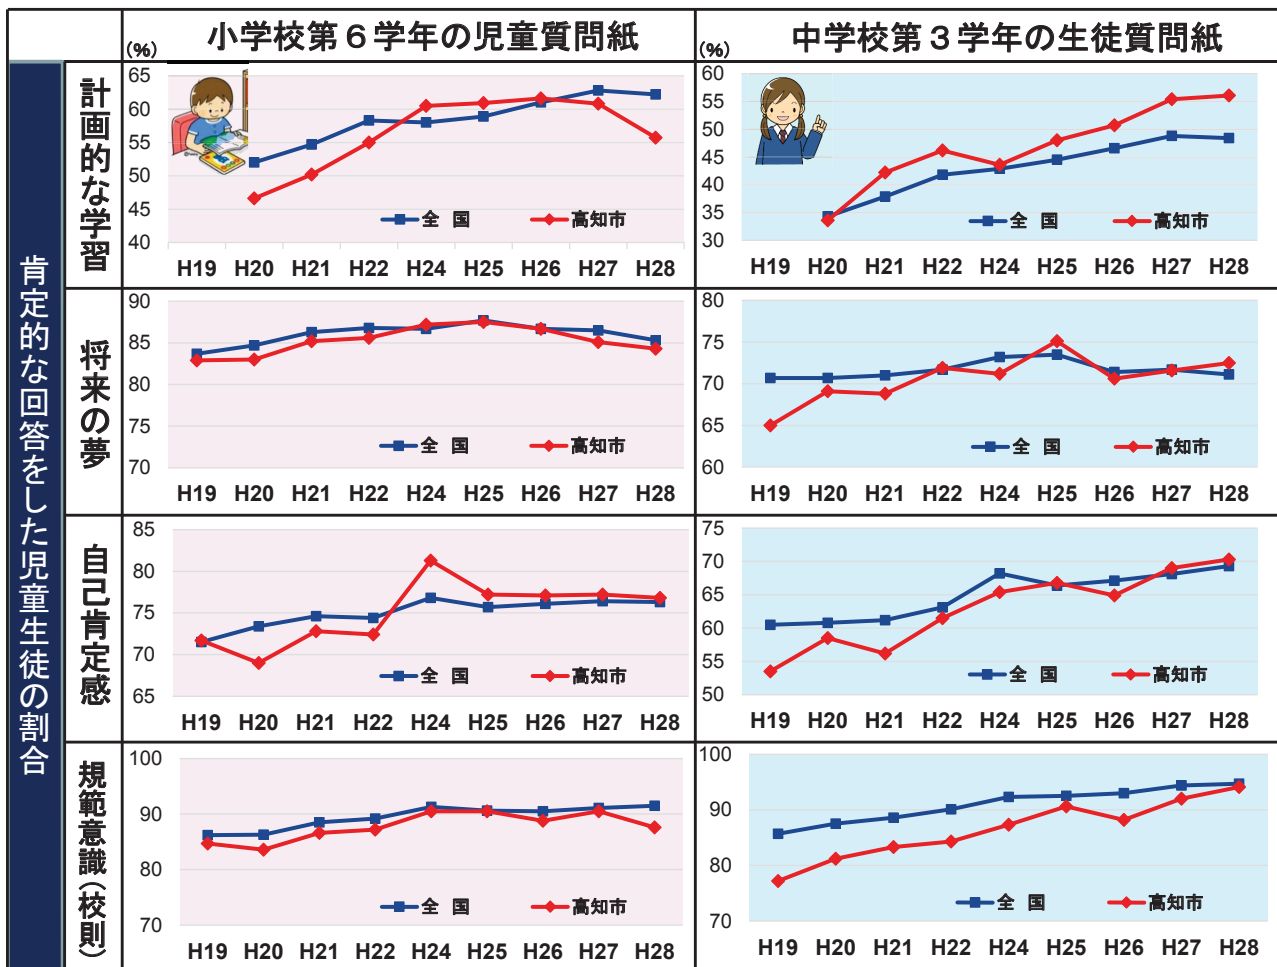 (%)
小学校第６学年の児童質問紙
(%)
中学校第３学年の生徒質問紙
肯定的な回答をした児童生徒の割合
計画的な学習
65
60
55
50
45
40
全 国
高知市
H19 H20 H21 H22 H24 H25 H26 H27 H28
60
55
50
45
40
35
30
全 国
高知市
H19 H20 H21 H22 H24 H25 H26 H27 H28
将来の夢
90
85
80
75
70
全 国
高知市
H19 H20 H21 H22 H24 H25 H26 H27 H28
80
75
70
65
60
全 国
高知市
H19 H20 H21 H22 H24 H25 H26 H27 H28
自己肯定感
85
80
75
70
65
全 国
高知市
H19 H20 H21 H22 H24 H25 H26 H27 H28
75
70
65
60
55
50
全 国
高知市
H19 H20 H21 H22 H24 H25 H26 H27 H28
規範意識（校則）
100
90
80
70
全 国
高知市
H19 H20 H21 H22 H24 H25 H26 H27 H28
100
90
80
70
全 国
高知市
H19 H20 H21 H22 H24 H25 H26 H27 H28